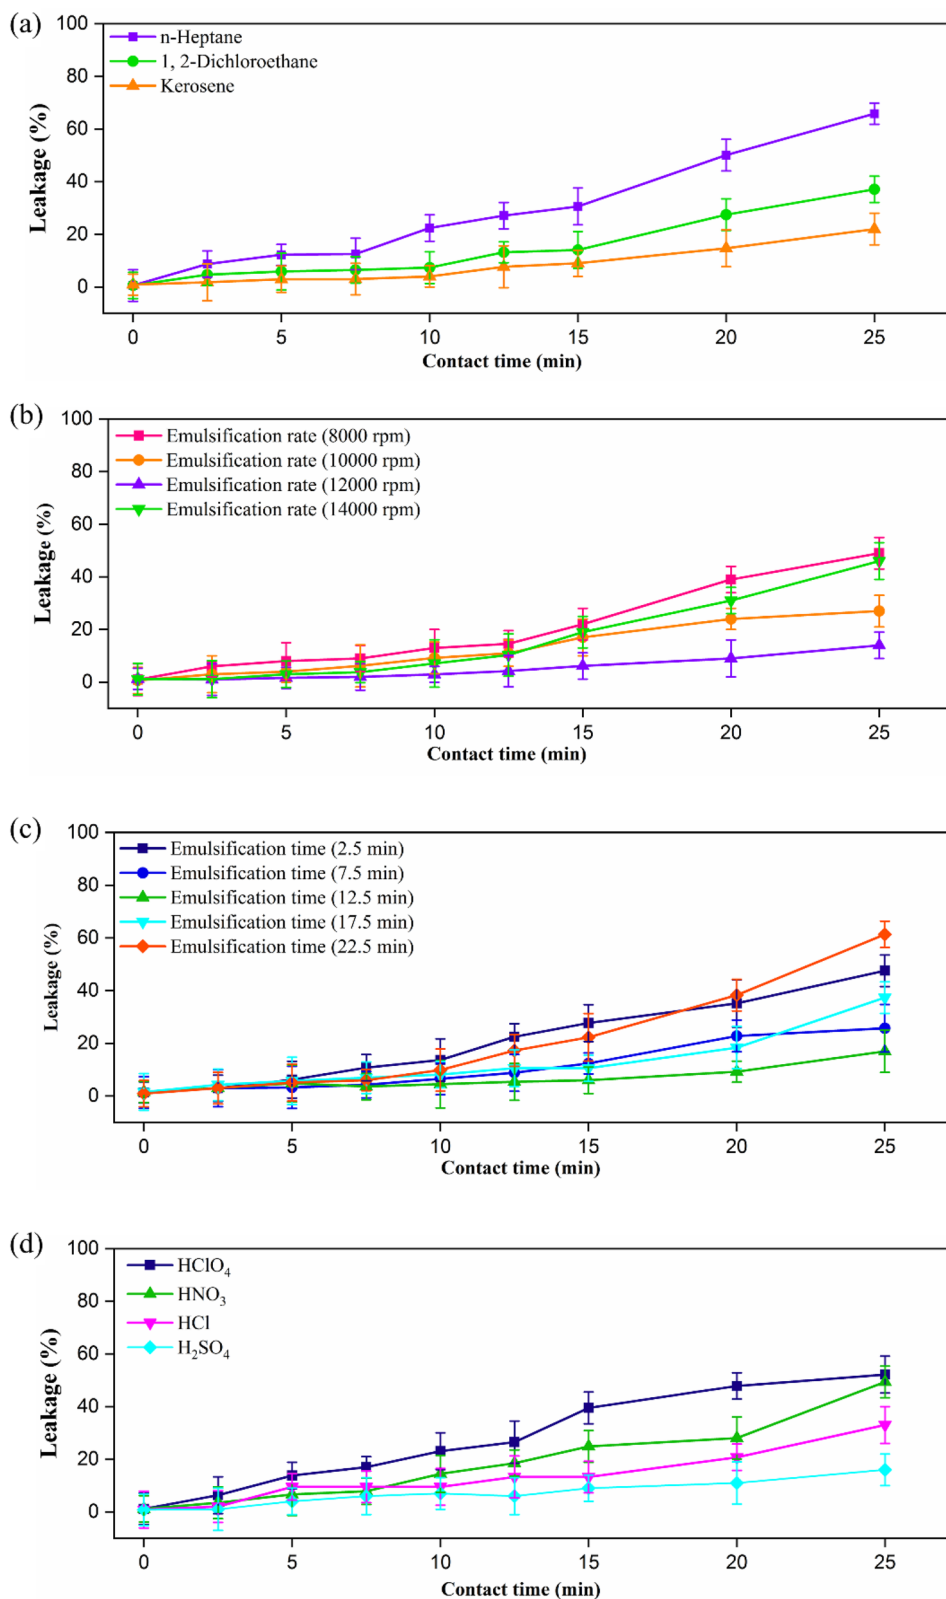 (a)
100
80
60
40
20
0
Leakage (%)
n-Heptane
1, 2-Dichloroethane
Kerosene
0 5 10 15 20 25
Contact time (min)
(b)
100
80
60
40
20
0
Leakage (%)
Emulsification rate (8000 rpm)
Emulsification rate (10000 rpm)
Emulsification rate (12000 rpm)
Emulsification rate (14000 rpm)
0 5 10 15 20 25
Contact time (min)
(c)
100
80
60
40
20
0
Leakage (%)
Emulsification time (2.5 min)
Emulsification time (7.5 min)
Emulsification time (12.5 min)
Emulsification time (17.5 min)
Emulsification time (22.5 min)
0 5 10 15 20 25
Contact time (min)
(d)
100
80
60
40
20
0
Leakage (%)
HClO₄
HNO₃
HCl
H₂SO₄
0 5 10 15 20 25
Contact time (min)